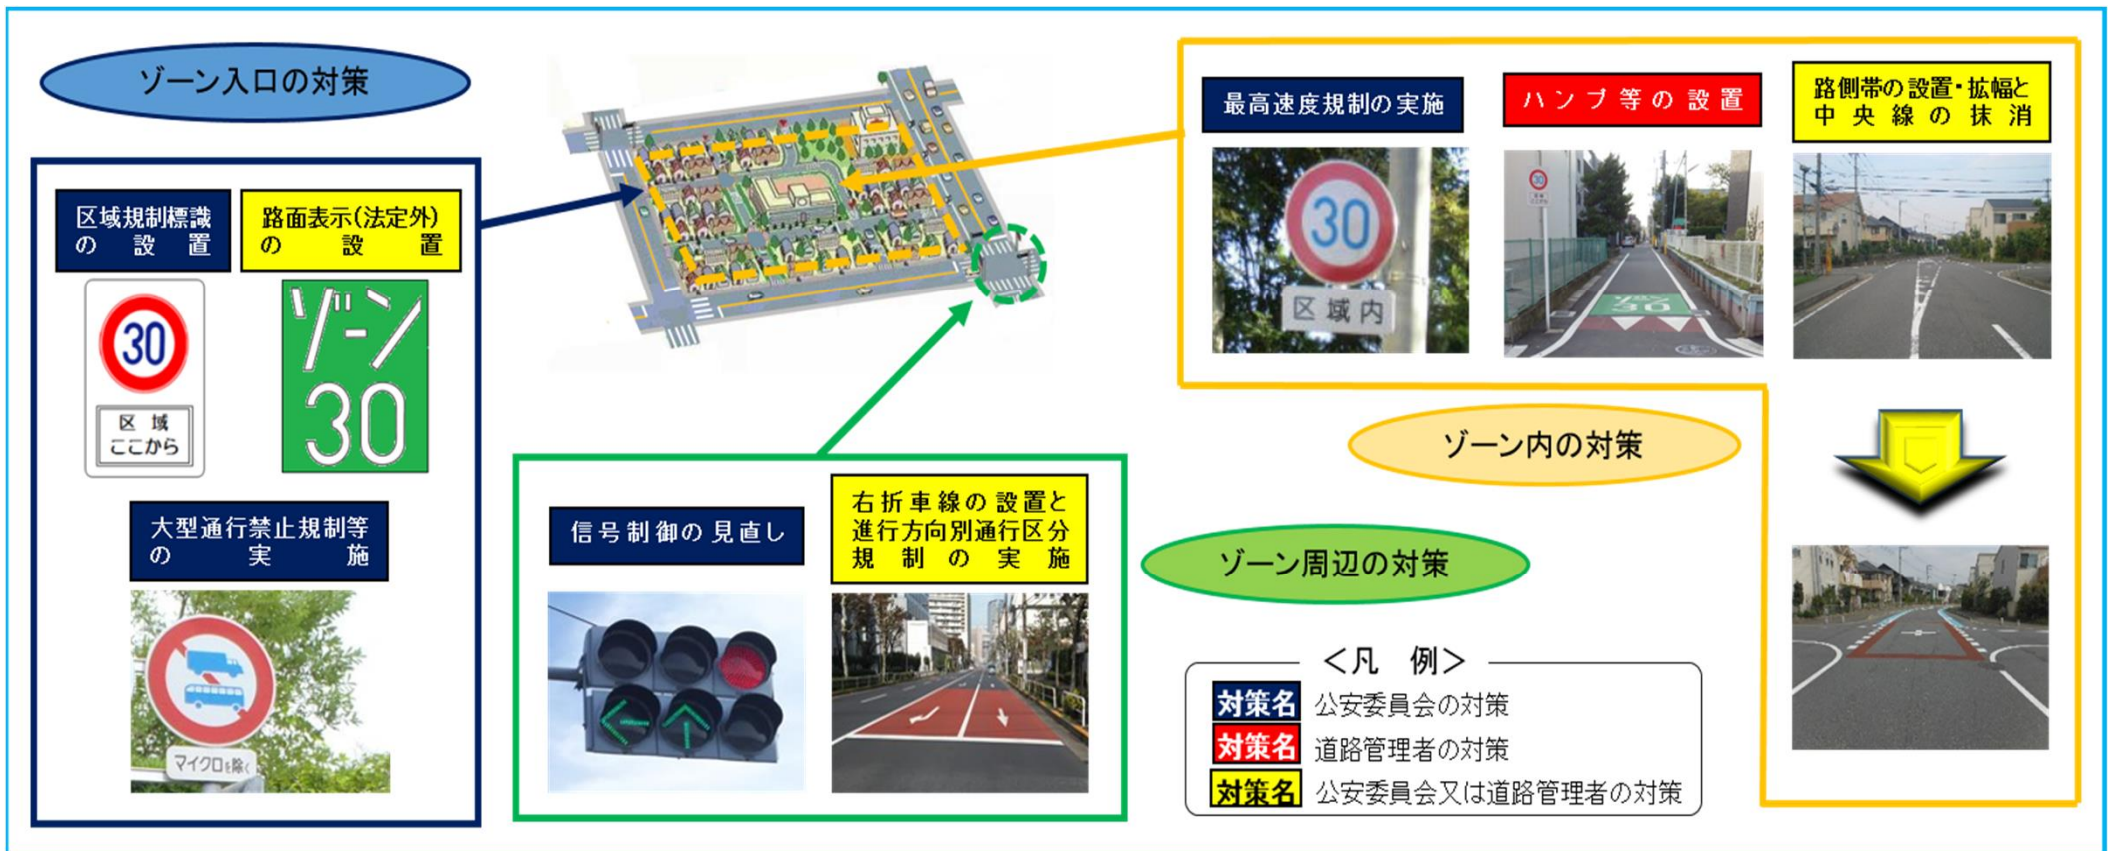 ゾーン入口の対策
区域規制標識
の設置
路面表示(法定外)
の設置
30
区域
ここから
ゾーン
30
大型通行禁止規制等
の実施
マイクロを除く
信号制御の見直し
右折車線の設置と
進行方向別通行区分
規制の実施
ゾーン周辺の対策
最高速度規制の実施
30
区域内
ハンプ等の設置
30
ゾーン
30
路側帯の設置・拡幅と
中央線の抹消
ゾーン内の対策
<凡 例>
対策名 公安委員会の対策
対策名 道路管理者の対策
対策名 公安委員会又は道路管理者の対策